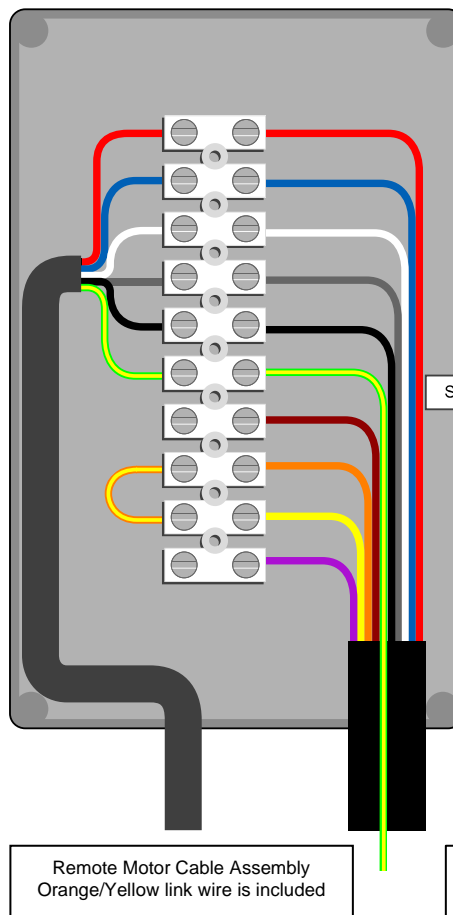 S
Remote Motor Cable Assembly
Orange/Yellow link wire is included